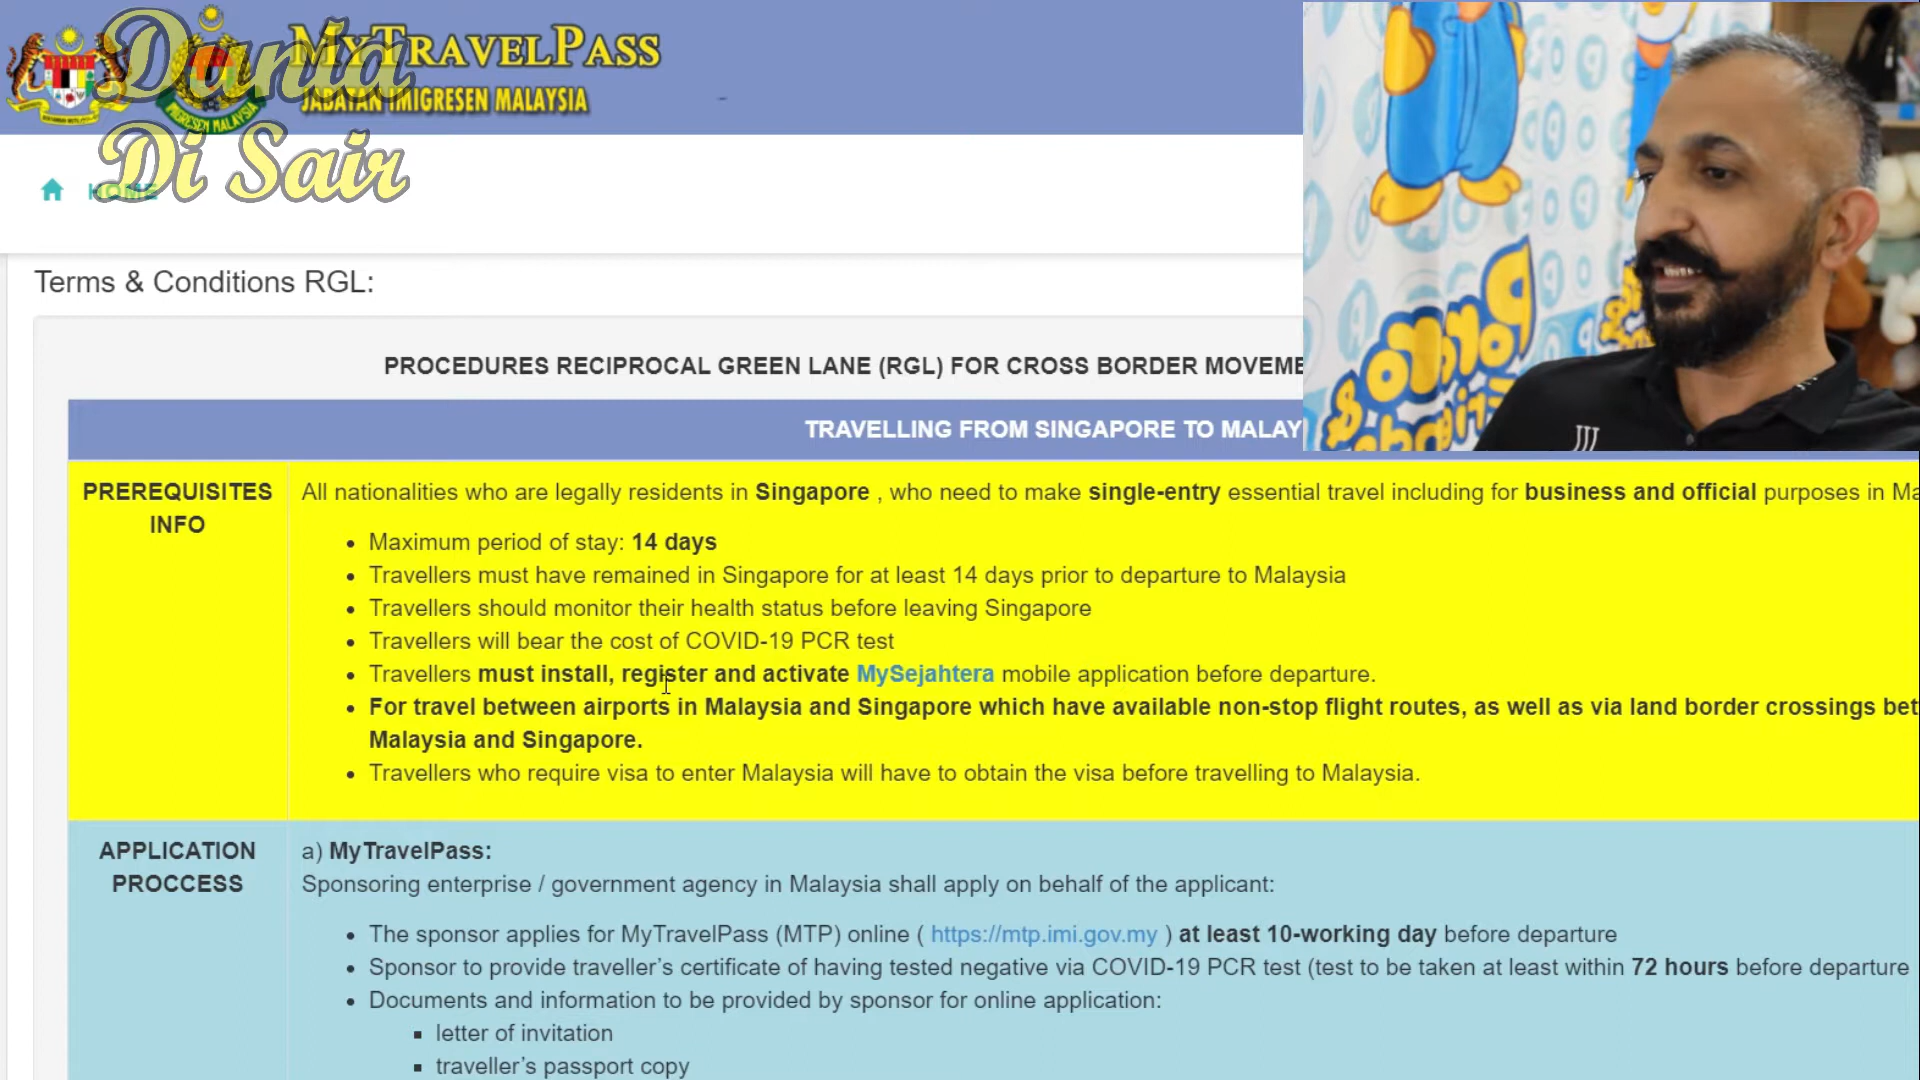 Dunia
Di Sair
MYTRAVELPASS
JABATAN IMIGRESEN MALAYSIA
HOME
Terms & Conditions RGL:
PROCEDURES RECIPROCAL GREEN LANE (RGL) FOR CROSS BORDER MOVEME
TRAVELLING FROM SINGAPORE TO MALAY
PREREQUISITES
INFO
All nationalities who are legally residents in Singapore , who need to make single-entry essential travel including for business and official purposes in Ma
• Maximum period of stay: 14 days
• Travellers must have remained in Singapore for at least 14 days prior to departure to Malaysia
• Travellers should monitor their health status before leaving Singapore
• Travellers will bear the cost of COVID-19 PCR test
• Travellers must install, register and activate MySejahtera mobile application before departure.
• For travel between airports in Malaysia and Singapore which have available non-stop flight routes, as well as via land border crossings bet
Malaysia and Singapore.
• Travellers who require visa to enter Malaysia will have to obtain the visa before travelling to Malaysia.
APPLICATION
PROCCESS
a) MyTravelPass:
Sponsoring enterprise / government agency in Malaysia shall apply on behalf of the applicant:
• The sponsor applies for MyTravelPass (MTP) online ( https://mtp.imi.gov.my ) at least 10-working day before departure
• Sponsor to provide traveller’s certificate of having tested negative via COVID-19 PCR test (test to be taken at least within 72 hours before departure
• Documents and information to be provided by sponsor for online application:
▪ letter of invitation
▪ traveller’s passport copy